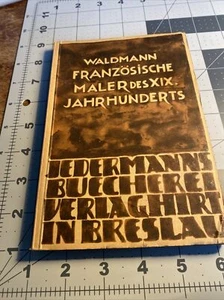 WALDMANN
FRANZÖSISCHE
MALER DES XIX.
JAHRHUNDERTS
JEDERMANNS
BUECHEREI
VERLAG HIRT
IN BRESLAU